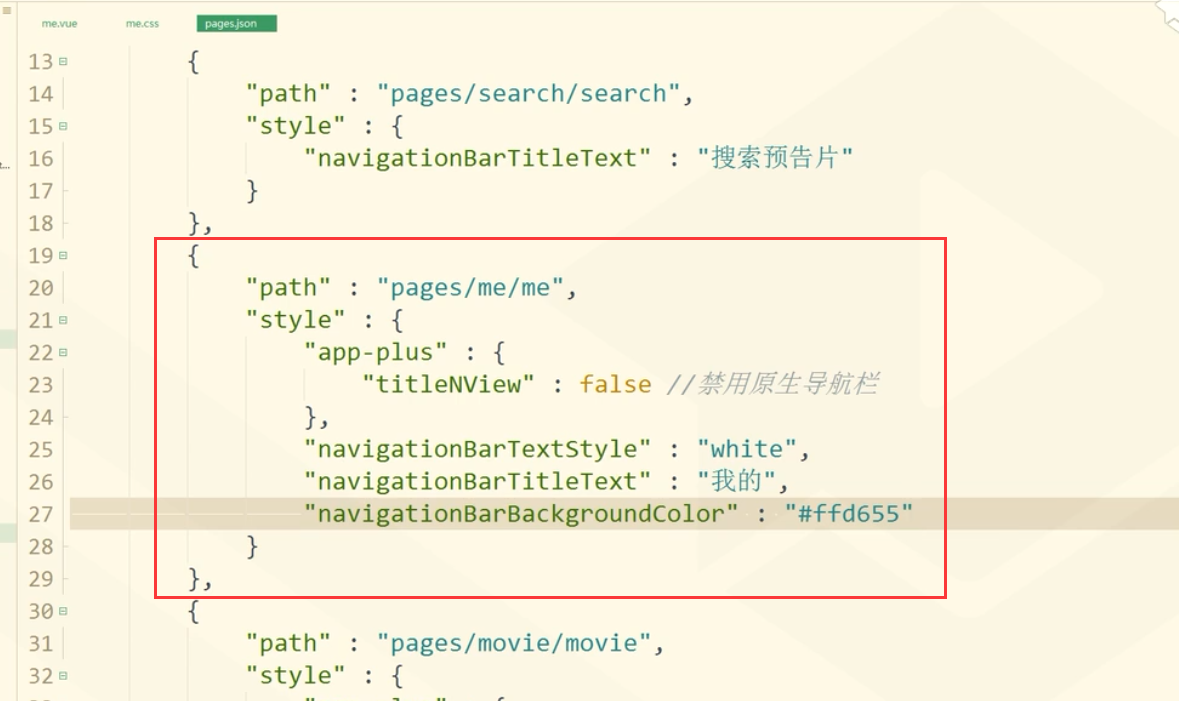 me.vue me.css pages.json
13 {
14 "path" : "pages/search/search",
15 "style" : {
16 "navigationBarTitleText" : "搜索预告片"
17 }
18 },
19 {
20 "path" : "pages/me/me",
21 "style" : {
22 "app-plus" : {
23 "titleNView" : false //禁用原生导航栏
24 },
25 "navigationBarTextStyle" : "white",
26 "navigationBarTitleText" : "我的",
27 "navigationBarBackgroundColor" : "#ffd655"
28 }
29 },
30 {
31 "path" : "pages/movie/movie",
32 "style" : {